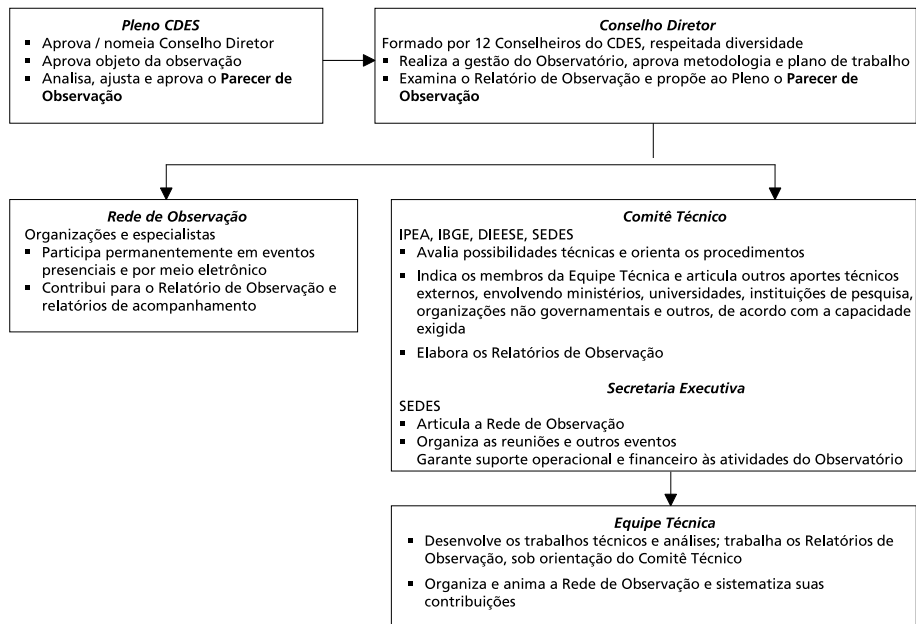 Pleno CDES
▪ Aprova / nomeia Conselho Diretor
▪ Aprova objeto da observação
▪ Analisa, ajusta e aprova o Parecer de
Observação
Conselho Diretor
Formado por 12 Conselheiros do CDES, respeitada diversidade
▪ Realiza a gestão do Observatório, aprova metodologia e plano de trabalho
▪ Examina o Relatório de Observação e propõe ao Pleno o Parecer de
Observação
Rede de Observação
Organizações e especialistas
▪ Participa permanentemente em eventos
presenciais e por meio eletrônico
▪ Contribui para o Relatório de Observação e
relatórios de acompanhamento
Comitê Técnico
IPEA, IBGE, DIEESE, SEDES
▪ Avalia possibilidades técnicas e orienta os procedimentos
▪ Indica os membros da Equipe Técnica e articula outros aportes técnicos
externos, envolvendo ministérios, universidades, instituições de pesquisa,
organizações não governamentais e outros, de acordo com a capacidade
exigida
▪ Elabora os Relatórios de Observação
Secretaria Executiva
SEDES
▪ Articula a Rede de Observação
▪ Organiza as reuniões e outros eventos
Garante suporte operacional e financeiro às atividades do Observatório
Equipe Técnica
▪ Desenvolve os trabalhos técnicos e análises; trabalha os Relatórios de
Observação, sob orientação do Comitê Técnico
▪ Organiza e anima a Rede de Observação e sistematiza suas
contribuições